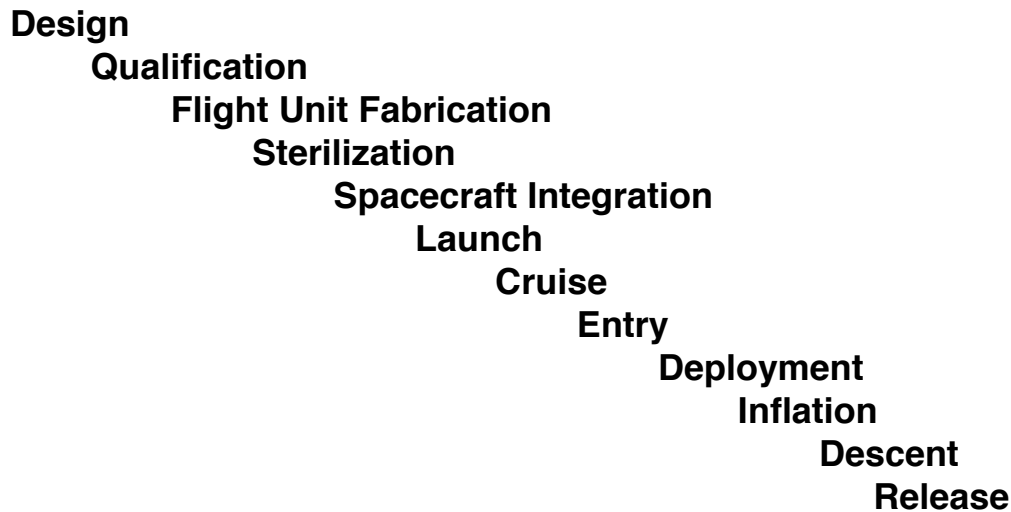 Design
Qualification
Flight Unit Fabrication
Sterilization
Spacecraft Integration
Launch
Cruise
Entry
Deployment
Inflation
Descent
Release